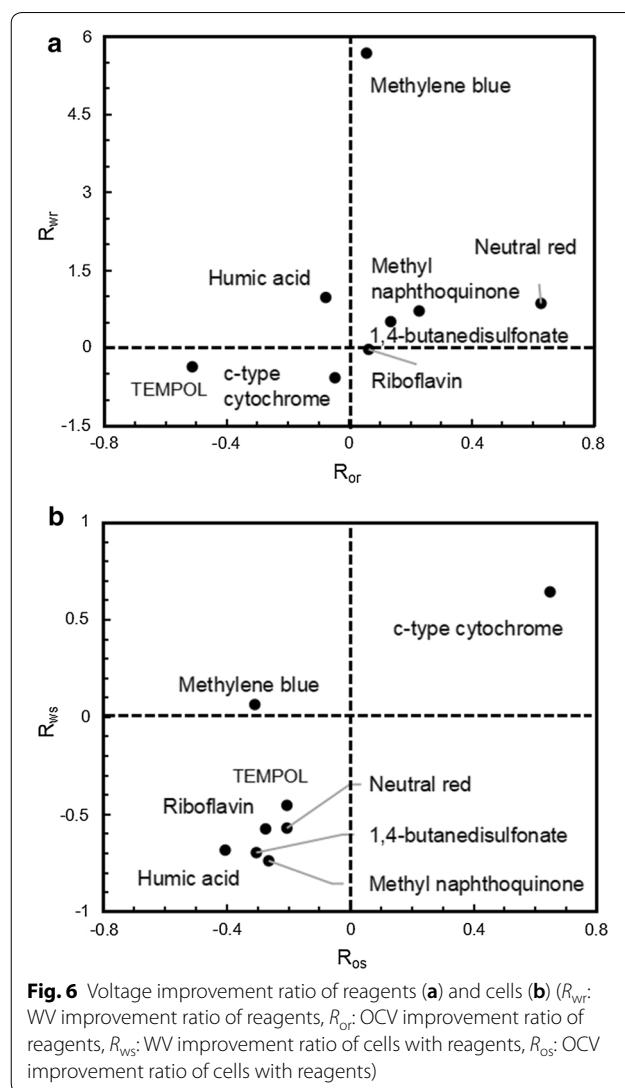 a
6
Methylene blue
4.5
3
R_wr
Neutral red
Methyl
naphthoquinone
Humic acid
1.5
1,4-butanedisulfonate
0
Riboflavin
c-type
cytochrome
TEMPOL
-1.5
-0.8 -0.4 0 0.4 0.8
R_or
b
1
c-type cytochrome
0.5
Methylene blue
R_ws
0
TEMPOL
Neutral red
Riboflavin
-0.5
1,4-butanedisulfonate
Humic acid
Methyl naphthoquinone
-1
-0.8 -0.4 0 0.4 0.8
R_os
Fig. 6 Voltage improvement ratio of reagents (a) and cells (b) (R_wr:
WV improvement ratio of reagents, R_or: OCV improvement ratio of
reagents, R_ws: WV improvement ratio of cells with reagents, R_os: OCV
improvement ratio of cells with reagents)